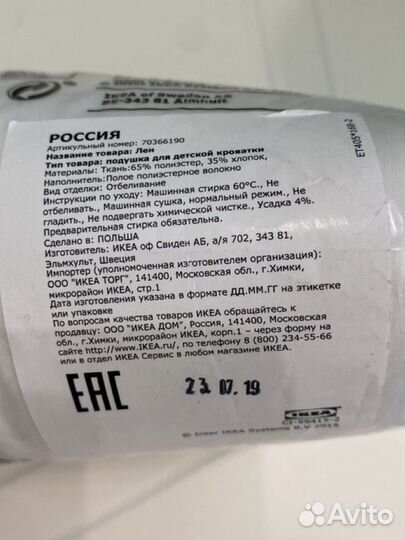 IKEA of Sweden AB
SE-343 81 Älmhult
РОССИЯ
Артикульный номер: 70366190
Название товара: Лен
Тип товара: подушка для детской кроватки
Материалы: Ткань:65% полиэстер, 35% хлопок,
Наполнитель:Полое полиэстерное волокно
Вид отделки: Отбеливание
Инструкции по уходу: Машинная стирка 60°C., Не
отбеливать., Машинная сушка, нормальный режим., Не
гладить., Не подвергать химической чистке., Усадка 4%.
Предварительная стирка обязательна.
Сделано в: ПОЛЬША
Изготовитель: ИКЕА оф Свиден АБ, а/я 702, 343 81,
Эльмхульт, Швеция
Импортер (уполномоченная изготовителем организация):
ООО "ИКЕА ТОРГ", 141400, Московская обл., г.Химки,
микрорайон ИКЕА, стр.1
Дата изготовления указана в формате ДД.ММ.ГГ на этикетке
или упаковке
По вопросам качества товаров ИКЕА обращайтесь к
продавцу: ООО "ИКЕА ДОМ", Россия, 141400, Московская
обл., г.Химки, микрорайон ИКЕА, корп.1 – через форму на
сайте http://www.IKEA.ru/, по телефону 8 (800) 234-55-66
или в отдел ИКЕА Сервис в любом магазине ИКЕА.
ET405*168-2
EAC
23.07.19
IKEA
CI-59415-2
© Inter IKEA Systems B.V 2015
Avito